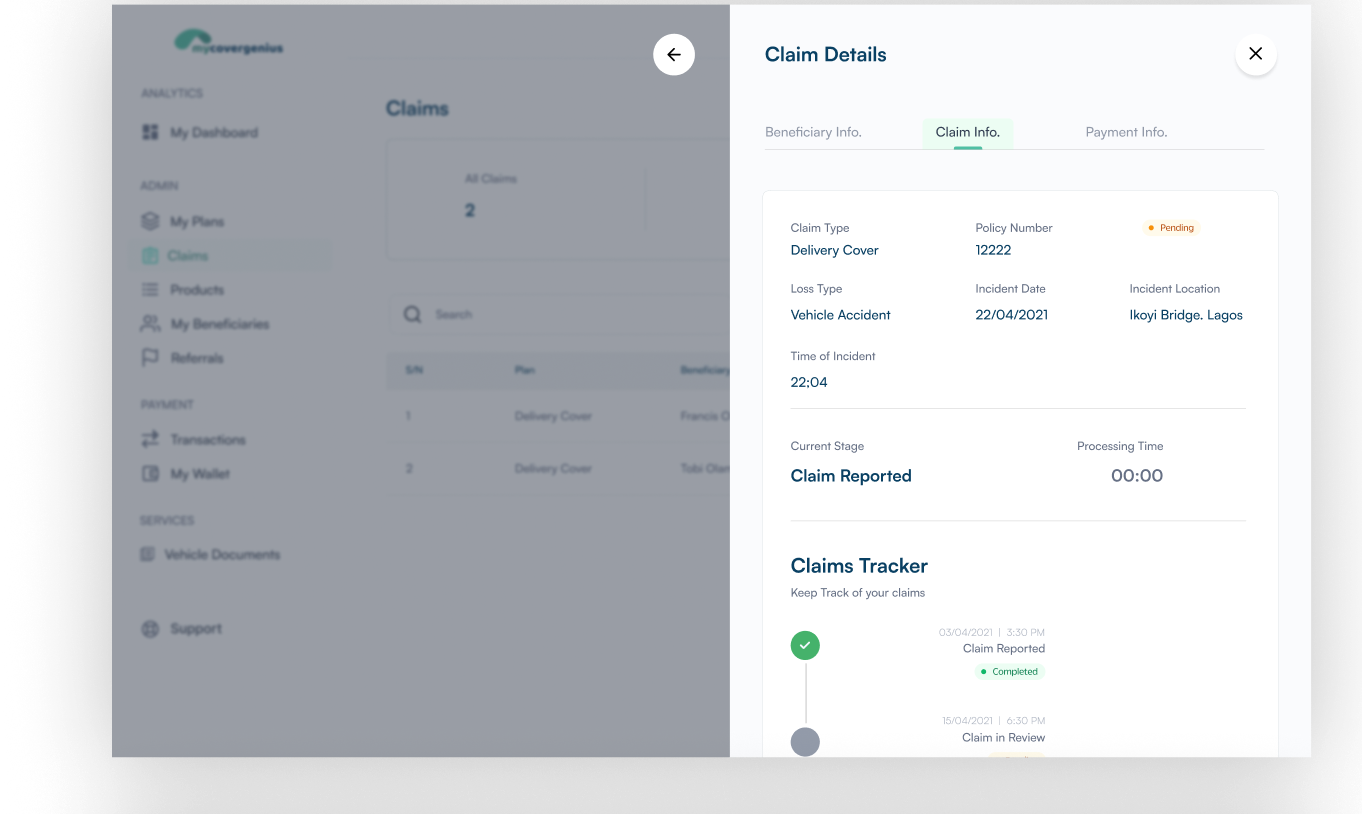 mycovergenius
ANALYTICS
My Dashboard
ADMIN
My Plans
Claims
Products
My Beneficiaries
Referrals
PAYMENT
Transactions
My Wallet
SERVICES
Vehicle Documents
Support
Claims
All Claims
2
Search
S/N Plan Beneficiary
1 Delivery Cover Francis
2 Delivery Cover Tobi
Claim Details
Beneficiary Info. Claim Info. Payment Info.
Claim Type Policy Number Pending
Delivery Cover 12222
Loss Type Incident Date Incident Location
Vehicle Accident 22/04/2021 Ikoyi Bridge. Lagos
Time of Incident
22;04
Current Stage Processing Time
Claim Reported 00:00
Claims Tracker
Keep Track of your claims
03/04/2021 | 3:30 PM
Claim Reported
Completed
15/04/2021 | 6:30 PM
Claim in Review